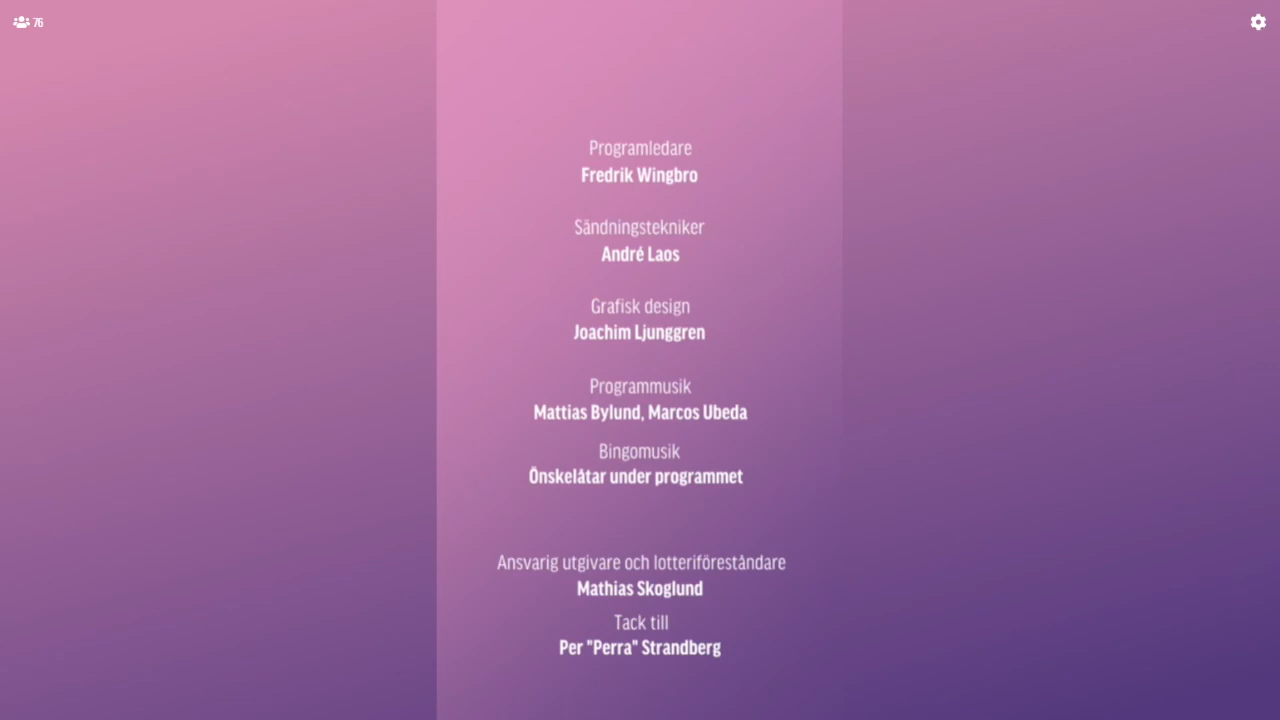 76
Programledare
Fredrik Wingbro
Sändningstekniker
André Laos
Grafisk design
Joachim Ljunggren
Programmusik
Mattias Bylund, Marcos Ubeda
Bingomusik
Önskelåtar under programmet
Ansvarig utgivare och lotteriföreståndare
Mathias Skoglund
Tack till
Per "Perra" Strandberg